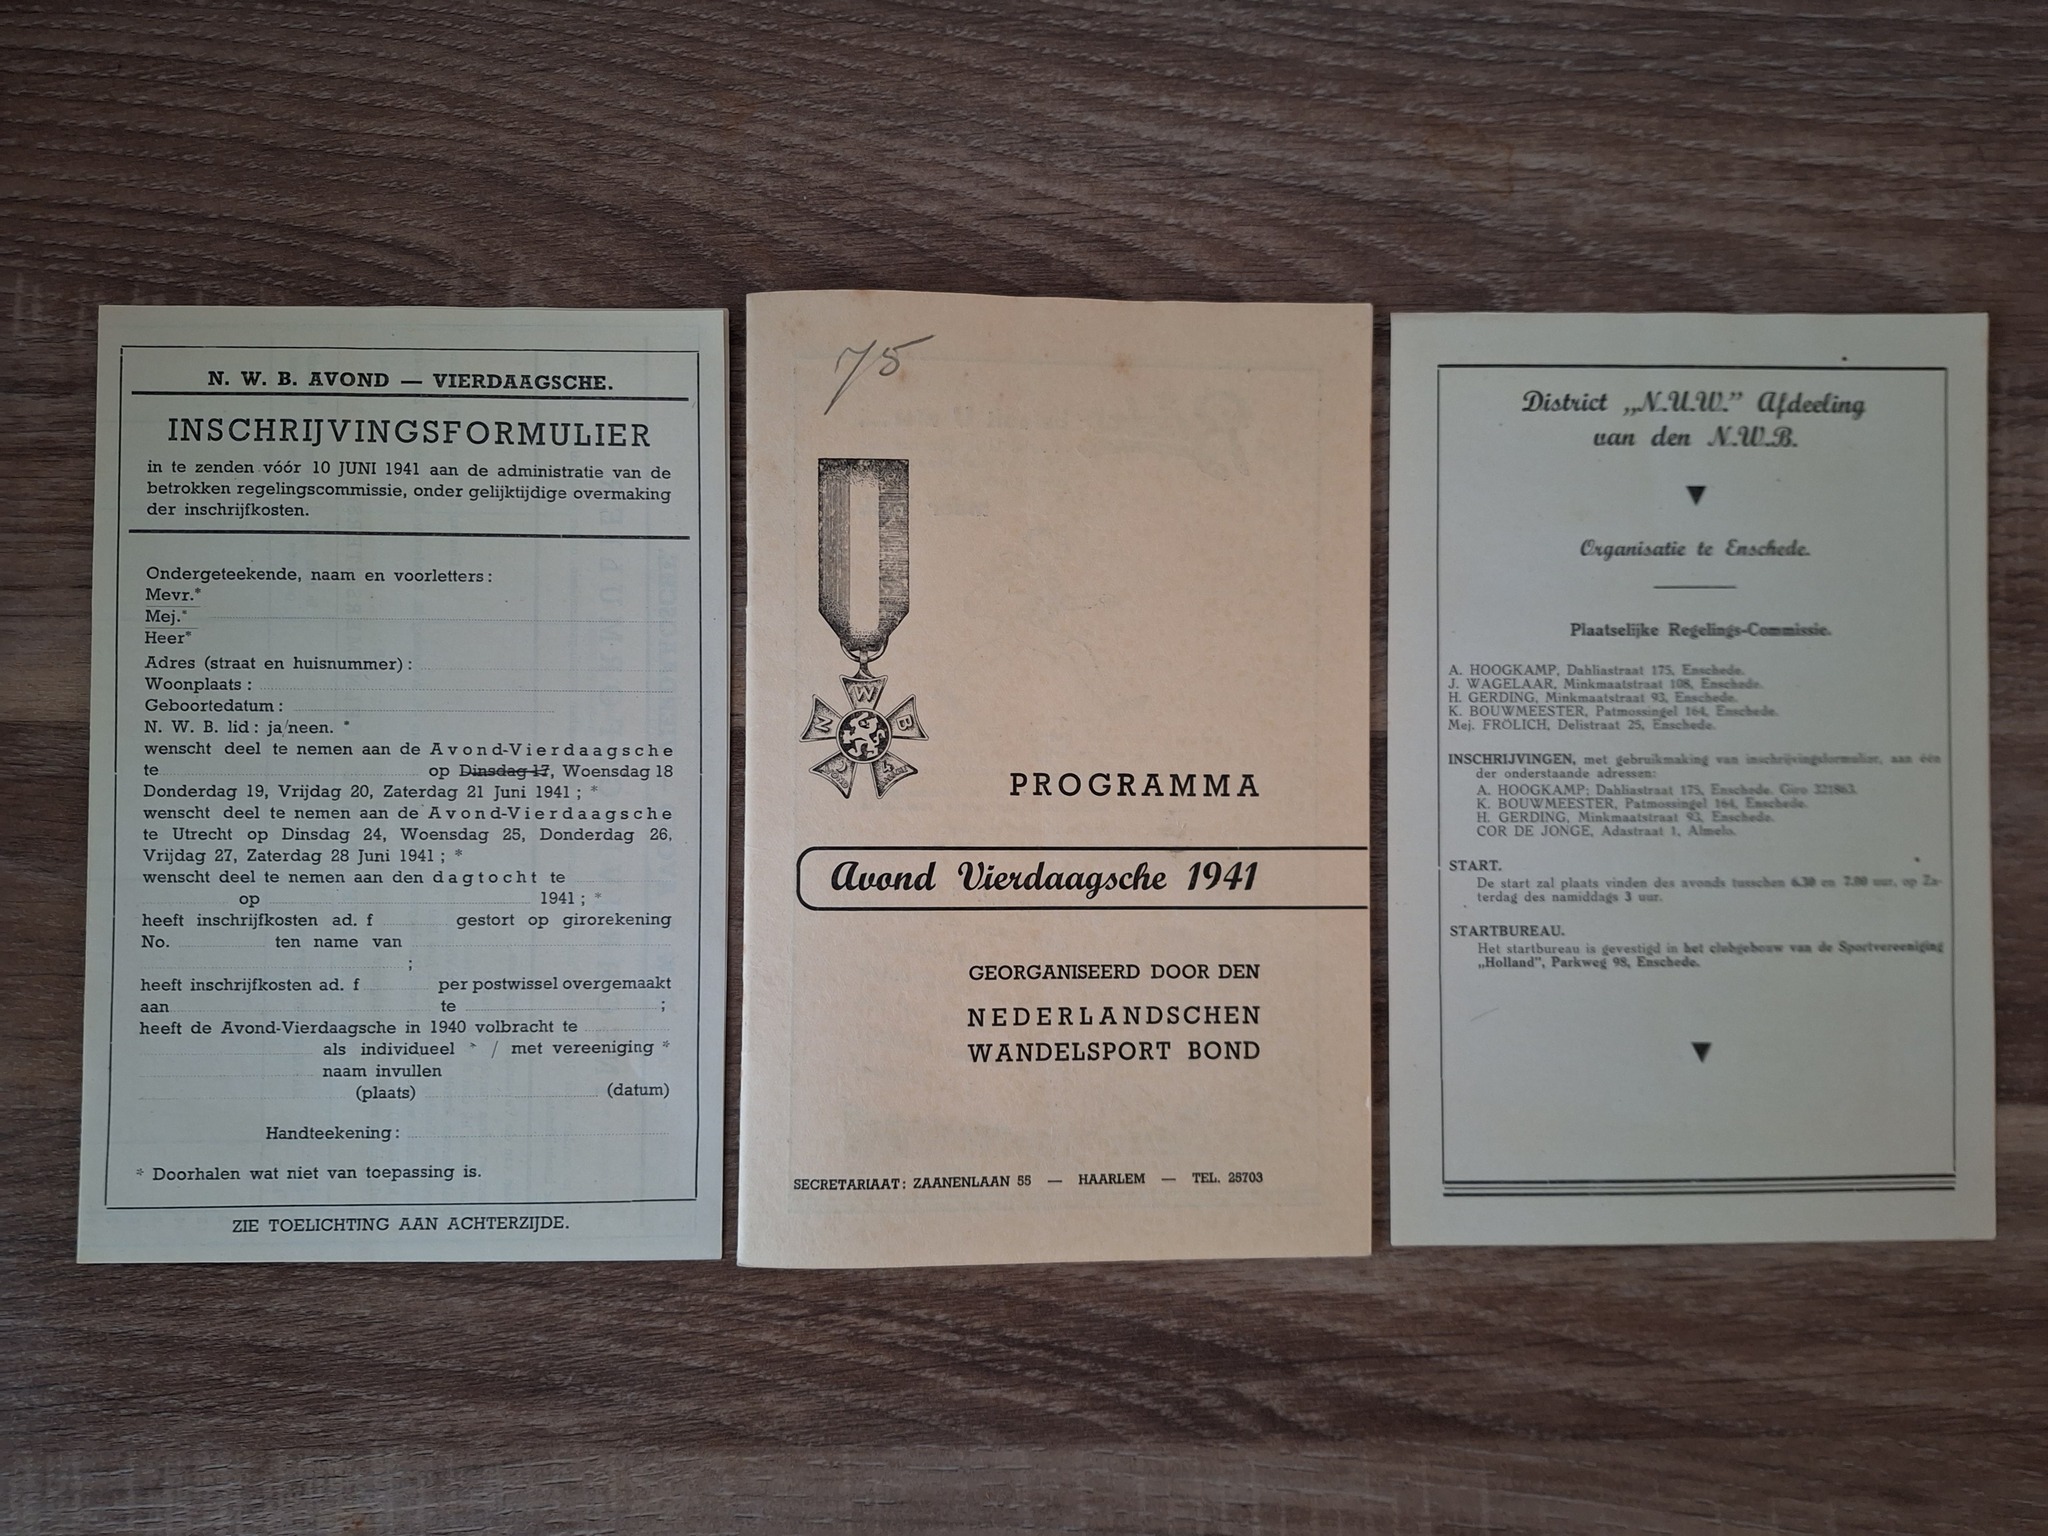 N. W. B. AVOND — VIERDAAGSCHE.
INSCHRIJVINGSFORMULIER
in te zenden vóór 10 JUNI 1941 aan de administratie van de
betrokken regelingscommissie, onder gelijktijdige overmaking
der inschrijfkosten.
Ondergeteekende, naam en voorletters:
Mevr.*
Mej.*
Heer*
Adres (straat en huisnummer):
Woonplaats:
Geboortedatum:
N. W. B. lid: ja/neen. *
wenscht deel te nemen aan de Avond-Vierdaagsche
te op Dinsdag 17, Woensdag 18
Donderdag 19, Vrijdag 20, Zaterdag 21 Juni 1941; *
wenscht deel te nemen aan de Avond-Vierdaagsche
te Utrecht op Dinsdag 24, Woensdag 25, Donderdag 26,
Vrijdag 27, Zaterdag 28 Juni 1941; *
wenscht deel te nemen aan den dagtocht te
op 1941; *
heeft inschrijfkosten ad. f gestort op girorekening
No. ten name van
;
heeft inschrijfkosten ad. f per postwissel overgemaakt
aan te ;
heeft de Avond-Vierdaagsche in 1940 volbracht te
als individueel * / met vereeniging *
naam invullen
(plaats) (datum)
Handteekening:
* Doorhalen wat niet van toepassing is.
ZIE TOELICHTING AAN ACHTERZIJDE.
75
W
N B
PROGRAMMA
Avond Vierdaagsche 1941
GEORGANISEERD DOOR DEN
NEDERLANDSCHEN
WANDELSPORT BOND
SECRETARIAAT: ZAANENLAAN 55 — HAARLEM — TEL. 25703
District „N.U.W." Afdeeling
van den N.W.B.
Organisatie te Enschede.
Plaatselijke Regelings-Commissie.
A. HOOGKAMP, Dahliastraat 175, Enschede.
J. WAGELAAR, Minkmaatstraat 108, Enschede.
H. GERDING, Minkmaatstraat 93, Enschede.
K. BOUWMEESTER, Patmossingel 164, Enschede.
Mej. FRÖLICH, Delistraat 25, Enschede.
INSCHRIJVINGEN, met gebruikmaking van inschrijvingsformulier, aan één
der onderstaande adressen:
A. HOOGKAMP; Dahliastraat 175, Enschede. Giro 321863.
K. BOUWMEESTER, Patmossingel 164, Enschede.
H. GERDING, Minkmaatstraat 93, Enschede.
COR DE JONGE, Adastraat 1, Almelo.
START.
De start zal plaats vinden des avonds tusschen 6.30 en 7.00 uur, op Za-
terdag des namiddags 3 uur.
STARTBUREAU.
Het startbureau is gevestigd in het clubgebouw van de Sportvereeniging
„Holland", Parkweg 98, Enschede.